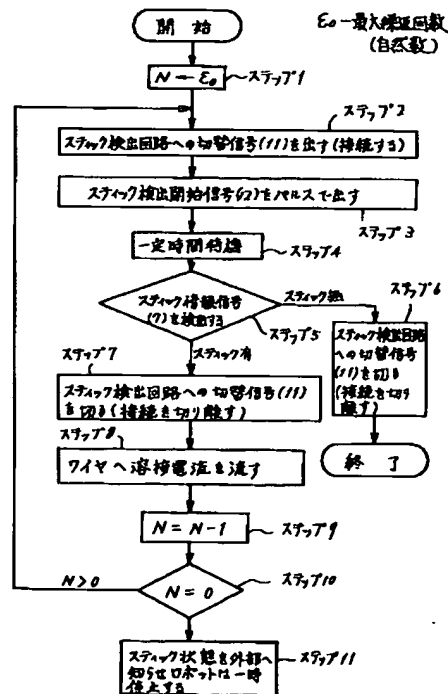 開始
ε₀ー最大繰返回数
(自然数)
N ← ε₀
ステップ1
ステップ2
スティック検出回路への切替信号(11)を出す(接続する)
スティック検出開始信号(12)をパルスで出す
ステップ3
一定時間待機
ステップ4
スティック情報信号
(7)を検出する
スティック無
ステップ5
ステップ6
スティック検出回路
への切替信号
(11)を切る
(接続を切り
離す)
終了
スティック有
ステップ7
スティック検出回路への切替信号(11)
を切る(接続を切り離す)
ステップ8
ワイヤへ溶接電流を流す
N = N-1
ステップ9
N>0
N = 0
ステップ10
スティック状態を外部へ
知らせロボットは一時
停止する
ステップ11